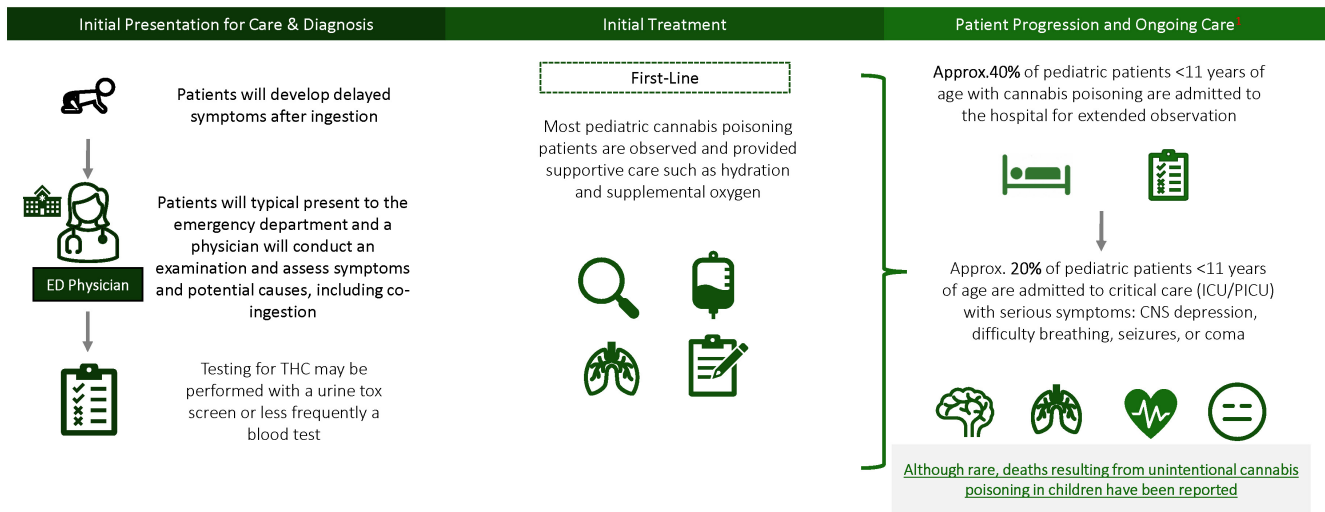 Initial Presentation for Care & Diagnosis
Patients will develop delayed
symptoms after ingestion
Patients will typical present to the
emergency department and a
physician will conduct an
examination and assess symptoms
and potential causes, including co-
ingestion
ED Physician
Testing for THC may be
performed with a urine tox
screen or less frequently a
blood test
Initial Treatment
First-Line
Most pediatric cannabis poisoning
patients are observed and provided
supportive care such as hydration
and supplemental oxygen
Patient Progression and Ongoing Care1
Approx.40% of pediatric patients <11 years of
age with cannabis poisoning are admitted to
the hospital for extended observation
Approx. 20% of pediatric patients <11 years
of age are admitted to critical care (ICU/PICU)
with serious symptoms: CNS depression,
difficulty breathing, seizures, or coma
Although rare, deaths resulting from unintentional cannabis
poisoning in children have been reported